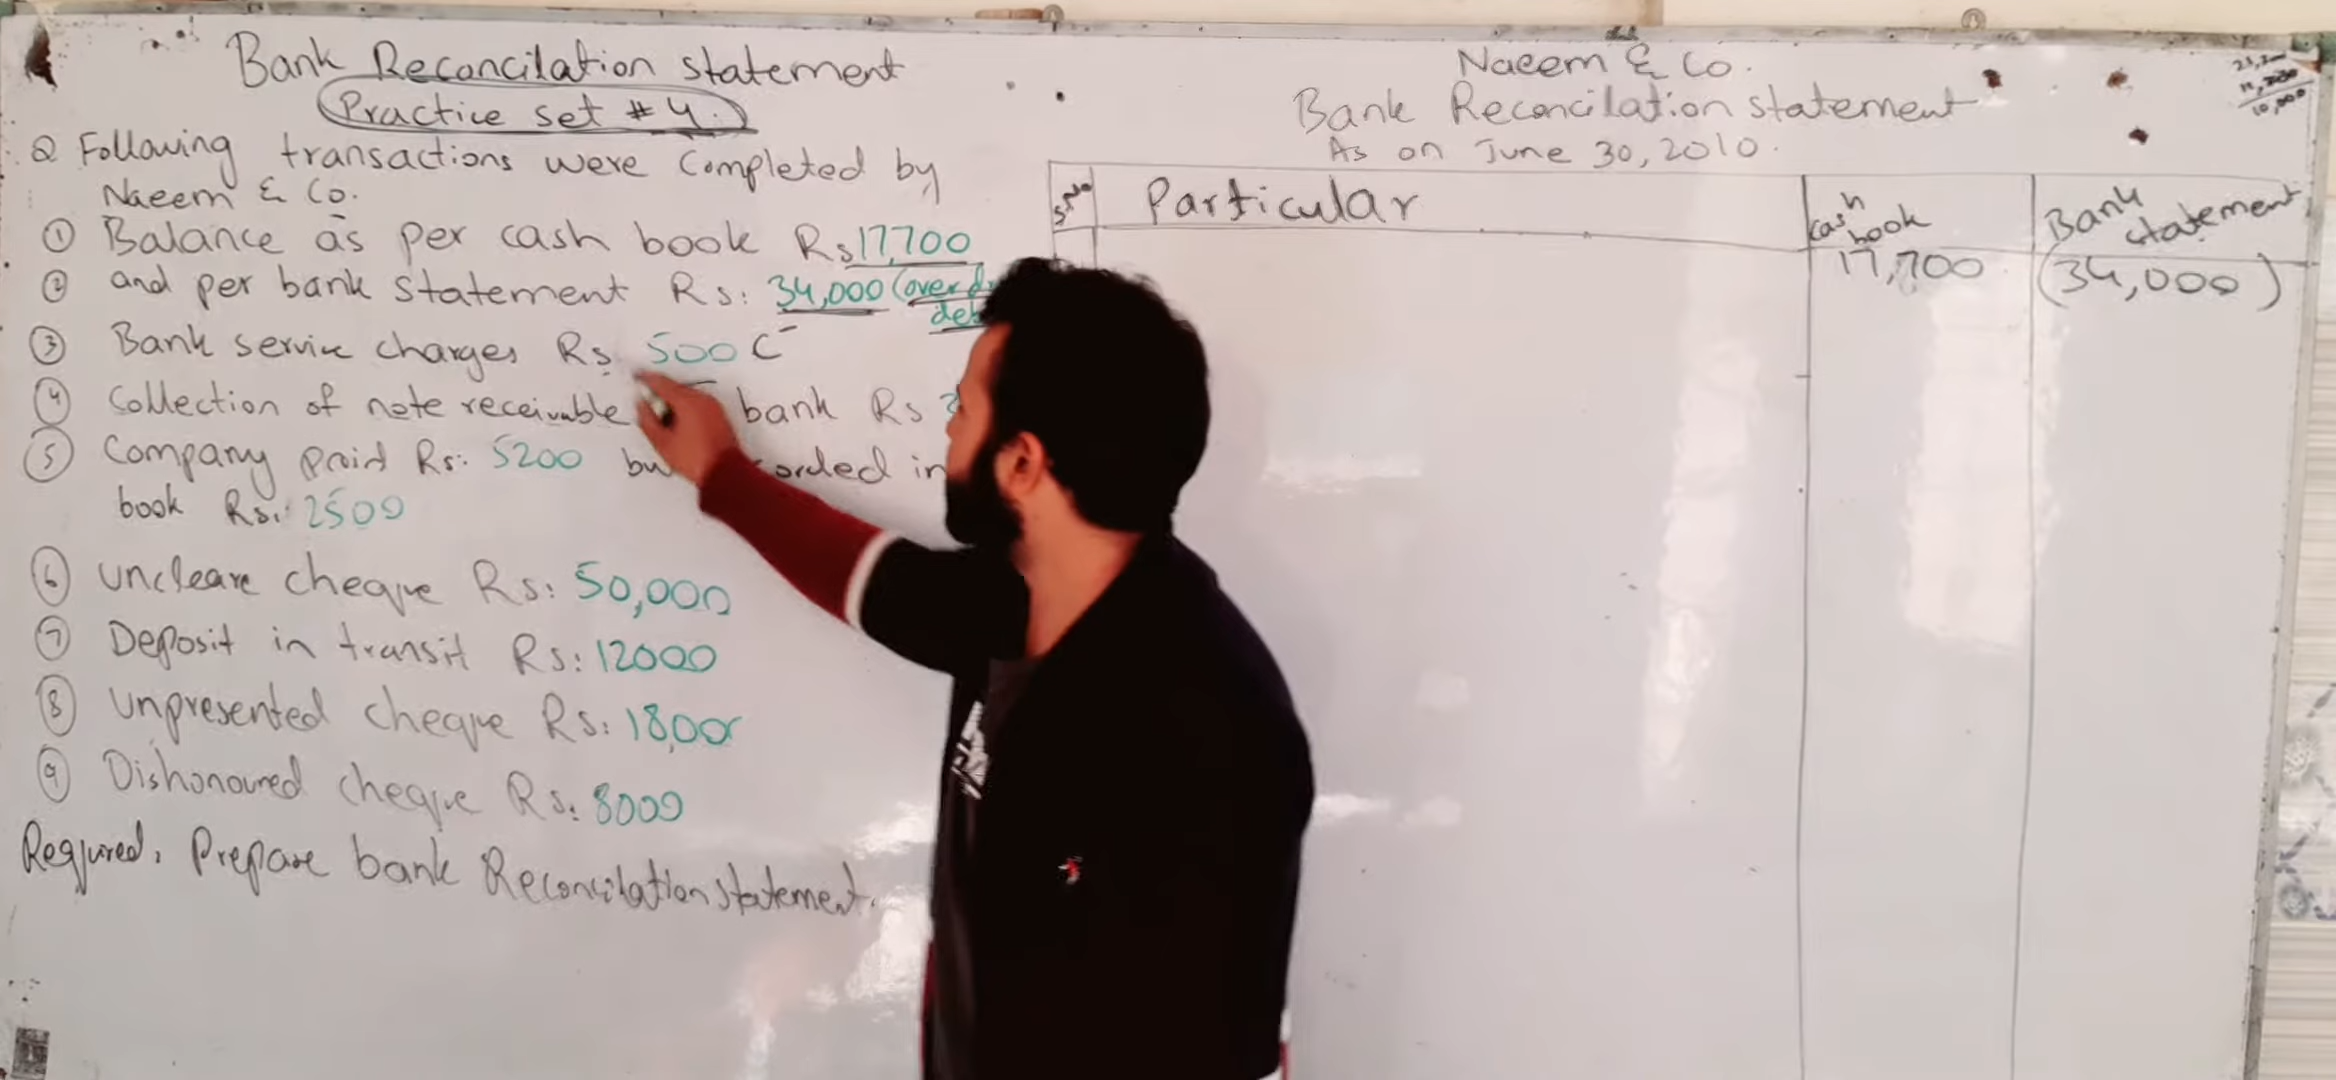 Bank Reconcilation statement
Practice set # 4.
Q Following transactions were completed by
Naeem & Co.
① Balance as per cash book Rs 17,700
② and per bank statement Rs: 34,000 (over
③ Bank service charges Rs 500 C-
④ Collection of note receivable bank Rs
⑤ Company paid Rs: 5200 in
book Rs: 2500
⑥ uncleare cheque Rs: 50,000
⑦ Deposit in transit Rs: 12000
⑧ unpresented cheque Rs: 18,00
⑨ Dishonoured cheque Rs: 8000
Required: Prepare bank Reconcilation statement.
Naeem & Co.
Bank Reconcilation statement
As on June 30, 2010.
S.No Particular cash book Bank statement
17,700 (34,000)
10,000